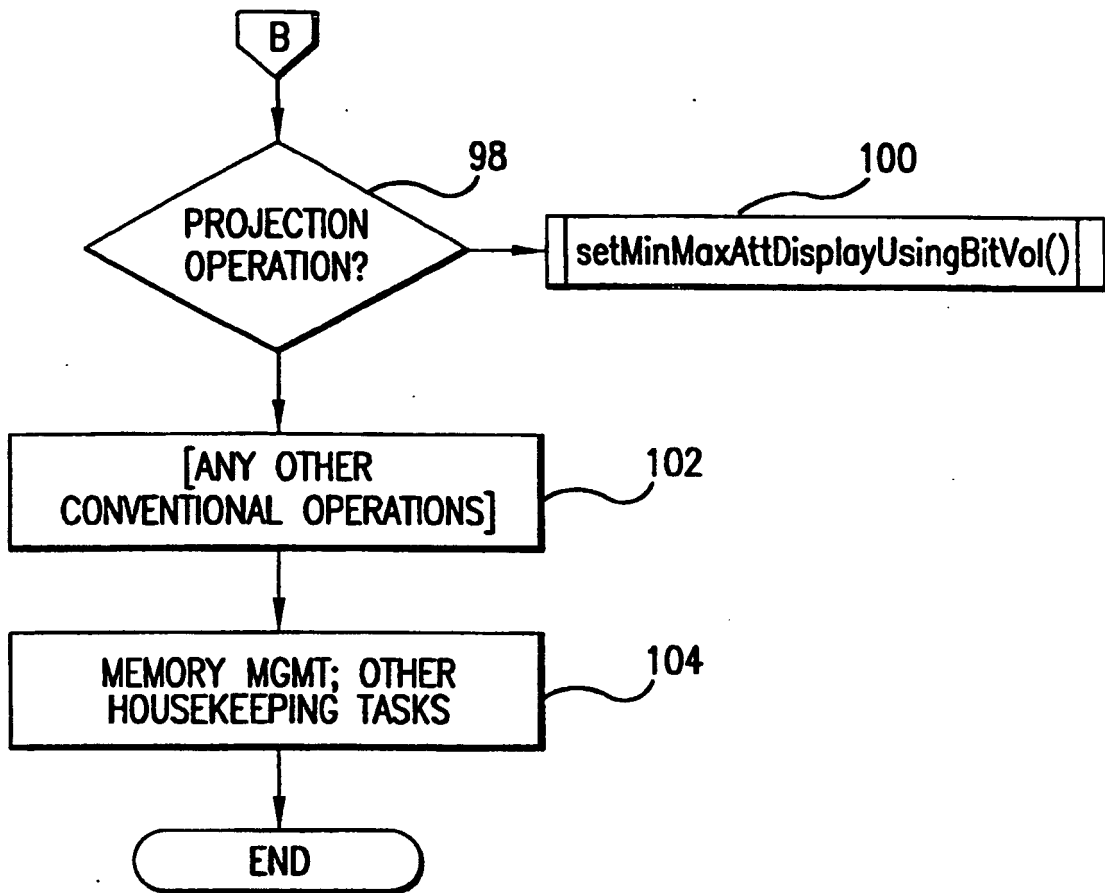 B
98
PROJECTION
OPERATION?
100
setMinMaxAttDisplayUsingBitVol()
[ANY OTHER
CONVENTIONAL OPERATIONS]
102
MEMORY MGMT; OTHER
HOUSEKEEPING TASKS
104
END